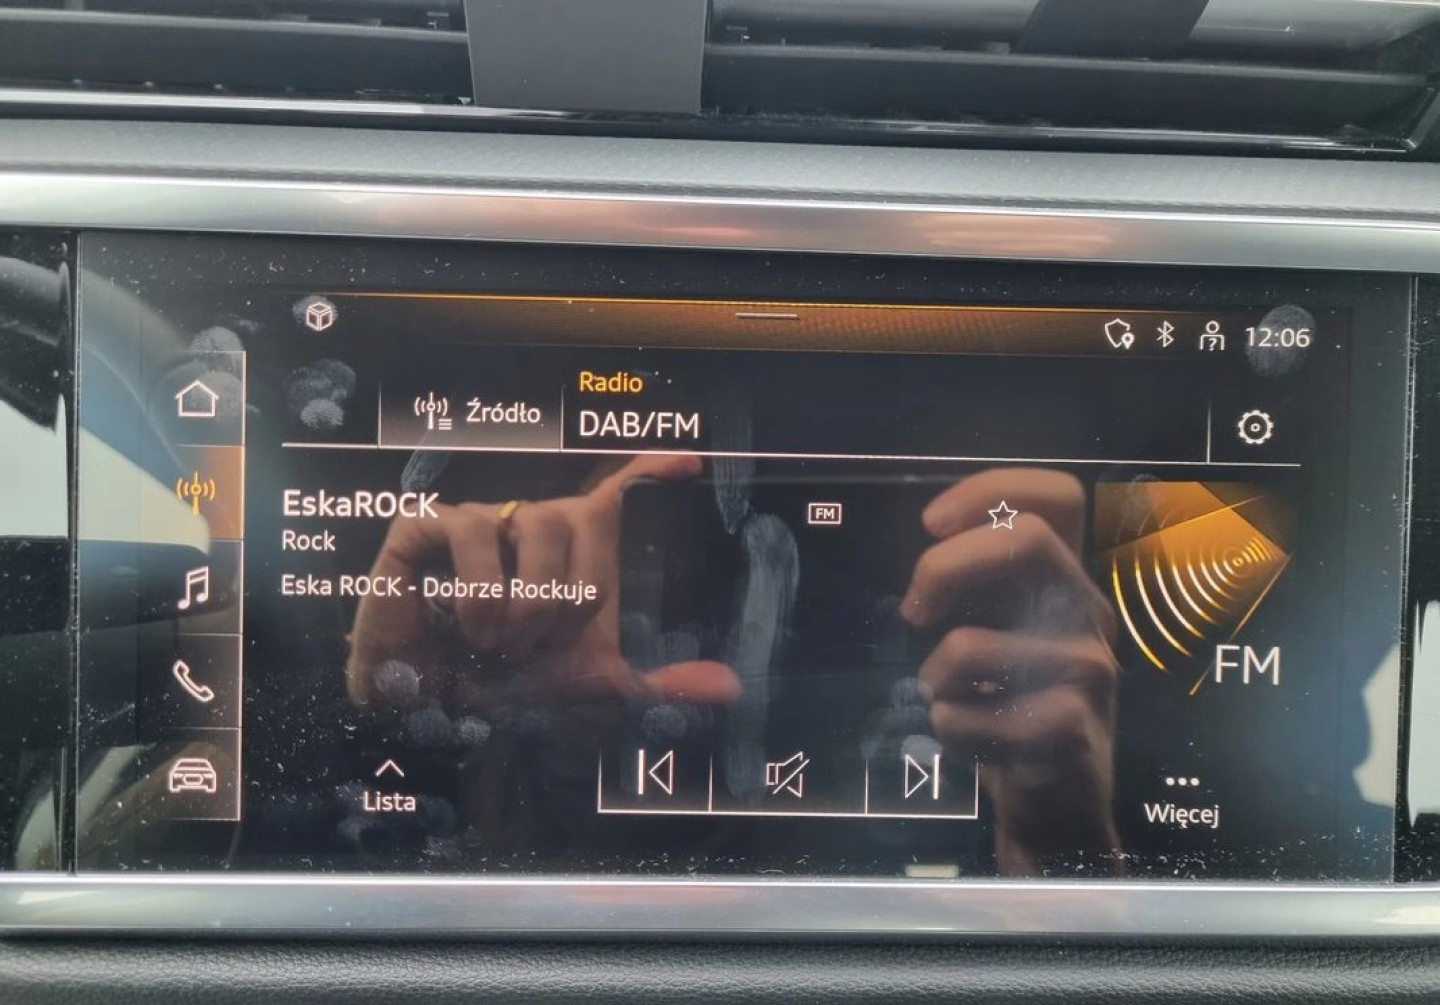 12:06
Źródło
Radio
DAB/FM
EskaROCK
FM
Rock
Eska ROCK - Dobrze Rockuje
FM
Lista
Więcej